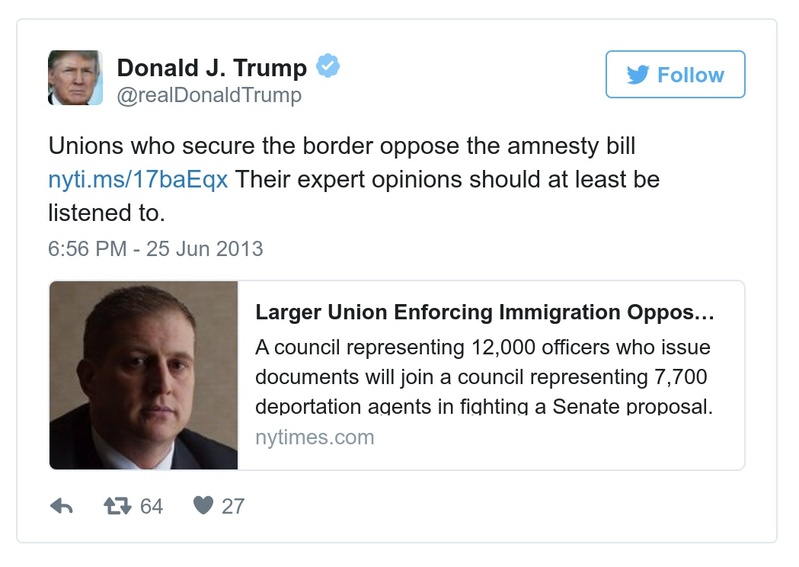 Donald J. Trump
@realDonaldTrump
Follow
Unions who secure the border oppose the amnesty bill
nyti.ms/17baEqx Their expert opinions should at least be
listened to.
6:56 PM - 25 Jun 2013
Larger Union Enforcing Immigration Oppos…
A council representing 12,000 officers who issue
documents will join a council representing 7,700
deportation agents in fighting a Senate proposal.
nytimes.com
64
27